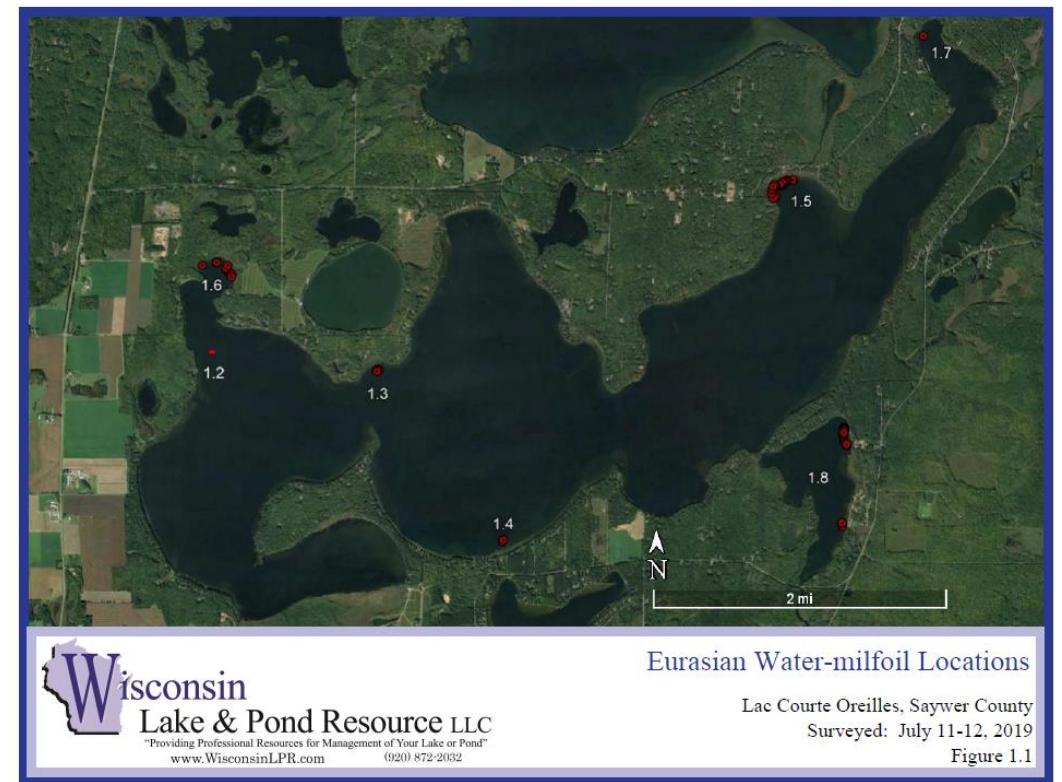 1.7
1.5
1.6
1.2
1.3
1.8
1.4
N
2 mi
Wisconsin
Lake & Pond Resource LLC
"Providing Professional Resources for Management of Your Lake or Pond"
www.WisconsinLPR.com (920) 872-2032
Eurasian Water-milfoil Locations
Lac Courte Oreilles, Saywer County
Surveyed: July 11-12, 2019
Figure 1.1